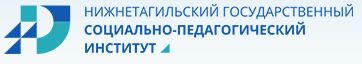 НИЖНЕТАГИЛЬСКИЙ ГОСУДАРСТВЕННЫЙ
СОЦИАЛЬНО-ПЕДАГОГИЧЕСКИЙ
ИНСТИТУТ